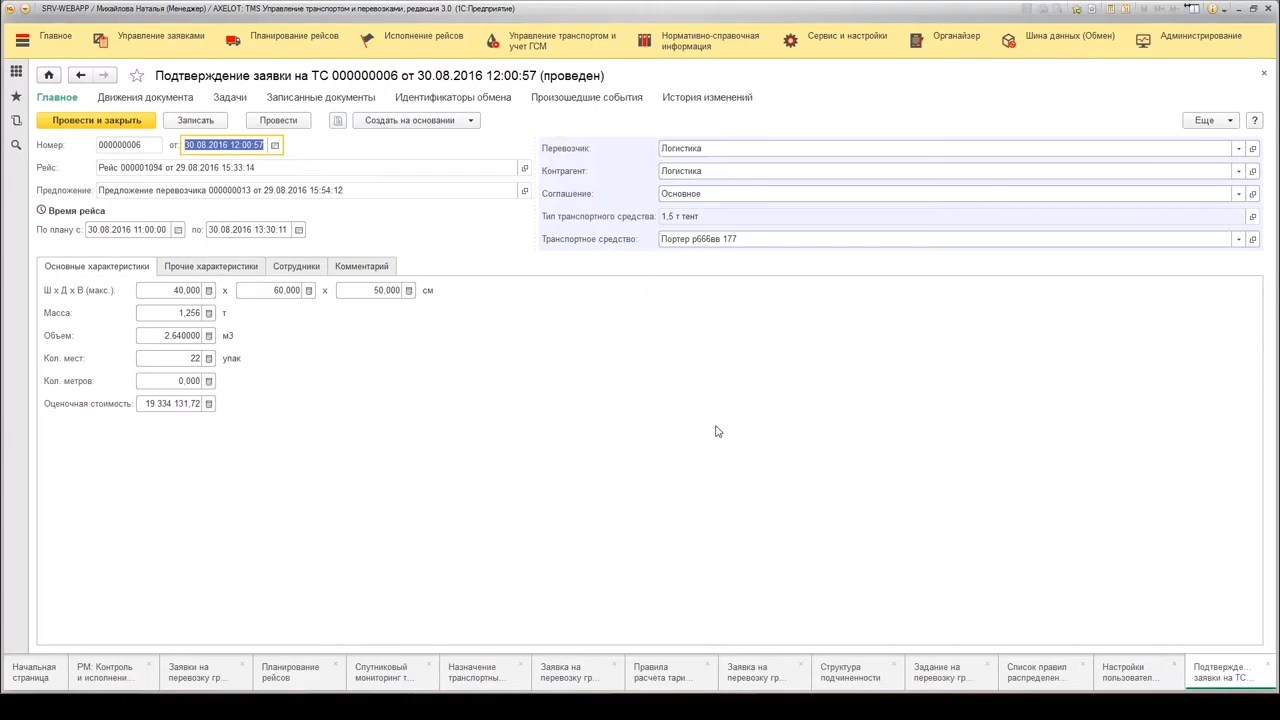 SRV-WEBAPP / Михайлова Наталья (Менеджер) / AXELOT: TMS Управление транспортом и перевозками, редакция 3.0 (1С:Предприятие)
M M+ M-
Главное
Управление заявками
Планирование рейсов
Исполнение рейсов
Управление транспортом и
учет ГСМ
Нормативно-справочная
информация
Сервис и настройки
Органайзер
Шина данных (Обмен)
Администрирование
Подтверждение заявки на ТС 000000006 от 30.08.2016 12:00:57 (проведен)
Главное Движения документа Задачи Записанные документы Идентификаторы обмена Произошедшие события История изменений
Провести и закрыть Записать Провести Создать на основании Еще ?
Номер: 000000006 от: 30.08.2016 12:00:57
Рейс: Рейс 000001094 от 29.08.2016 15:33:14
Предложение: Предложение перевозчика 000000013 от 29.08.2016 15:54:12
Время рейса
По плану с: 30.08.2016 11:00:00 по: 30.08.2016 13:30:11
Перевозчик: Логистика
Контрагент: Логистика
Соглашение: Основное
Тип транспортного средства: 1,5 т тент
Транспортное средство: Портер р666вв 177
Основные характеристики Прочие характеристики Сотрудники Комментарий
Ш х Д х В (макс.): 40,000 х 60,000 х 50,000 см
Масса: 1,256 т
Объем: 2,640000 м3
Кол. мест: 22 упак
Кол. метров: 0,000
Оценочная стоимость: 19 334 131,72
Начальная
страница
РМ: Контроль
и исполнени...
Заявки на
перевозку гр...
Планирование
рейсов
Спутниковый
мониторинг т...
Назначение
транспортны...
Заявка на
перевозку гр...
Правила
расчета тари...
Заявка на
перевозку гр...
Структура
подчиненности
Задание на
перевозку гр...
Список правил
распределен...
Настройки
пользовател...
Подтвержде...
заявки на ТС...